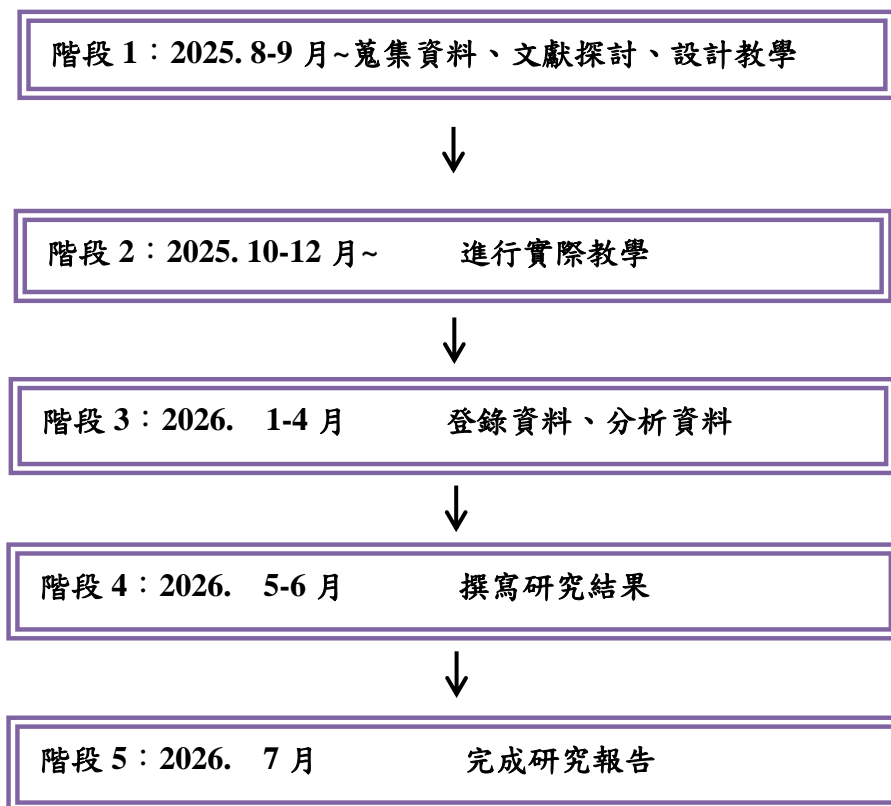 階段 1：2025. 8-9 月~蒐集資料、文獻探討、設計教學
階段 2：2025. 10-12 月~ 進行實際教學
階段 3：2026. 1-4 月 登錄資料、分析資料
階段 4：2026. 5-6 月 撰寫研究結果
階段 5：2026. 7 月 完成研究報告